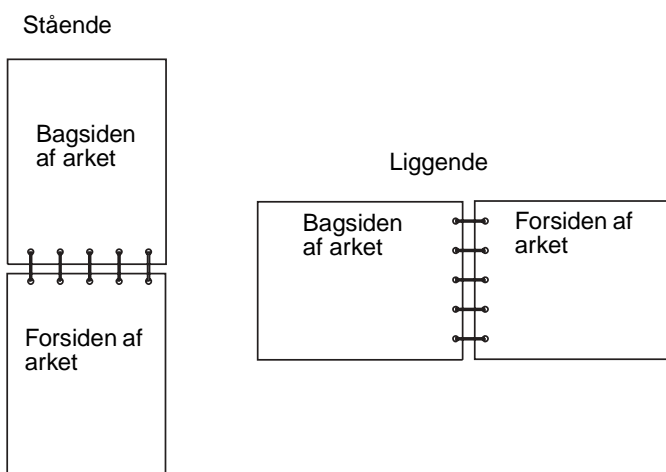 Stående
Bagsiden
af arket
Forsiden af
arket
Liggende
Bagsiden
af arket
Forsiden af
arket